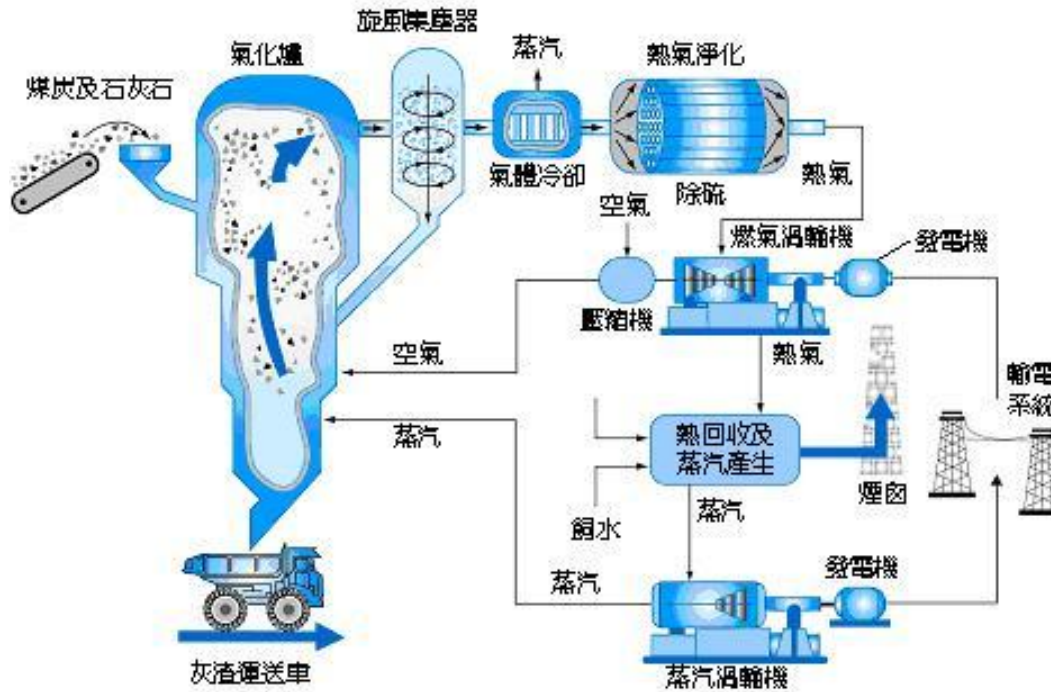 旋風集塵器
氣化爐
蒸汽
熱氣淨化
煤炭及石灰石
氣體冷卻
除硫
熱氣
空氣
燃氣渦輪機
發電機
壓縮機
空氣
熱氣
輸電
系統
蒸汽
熱回收及
蒸汽產生
煙囪
蒸汽
飼水
蒸汽
發電機
灰渣運送車
蒸汽渦輪機